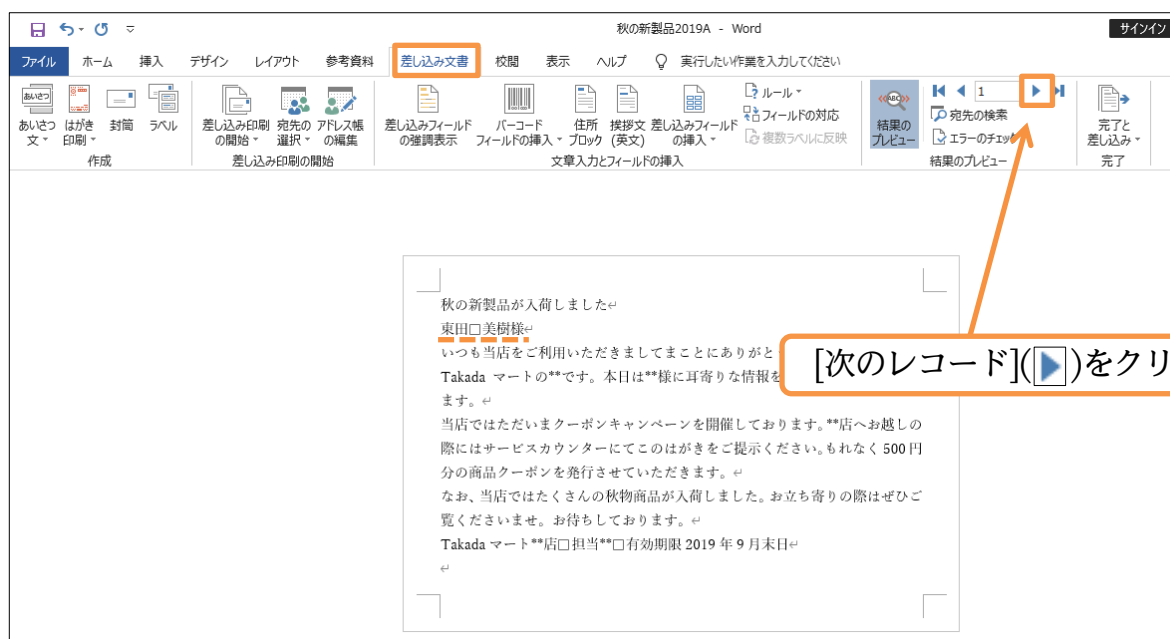 秋の新製品2019A - Word
サインイン
ファイル ホーム 挿入 デザイン レイアウト 参考資料 差し込み文書 校閲 表示 ヘルプ 実行したい作業を入力してください
あいさつ文 はがき印刷 封筒 ラベル
作成
差し込み印刷の開始 宛先の選択 アドレス帳の編集
差し込み印刷の開始
差し込みフィールドの強調表示 バーコードフィールドの挿入 住所ブロック 挨拶文(英文) 差し込みフィールドの挿入
ルール
フィールドの対応
複数ラベルに反映
文章入力とフィールドの挿入
結果のプレビュー
1
宛先の検索
エラーのチェック
結果のプレビュー
完了と差し込み
完了
秋の新製品が入荷しました↵
東田□美樹様↵
いつも当店をご利用いただきましてまことにありがと
Takada マートの**です。本日は**様に耳寄りな情報を
ます。↵
当店ではただいまクーポンキャンペーンを開催しております。**店へお越しの
際にはサービスカウンターにてこのはがきをご提示ください。もれなく 500 円
分の商品クーポンを発行させていただきます。↵
なお、当店ではたくさんの秋物商品が入荷しました。お立ち寄りの際はぜひご
覧くださいませ。お待ちしております。↵
Takada マート**店□担当**□有効期限 2019 年 9 月末日↵
↵
[次のレコード](▶)をクリ